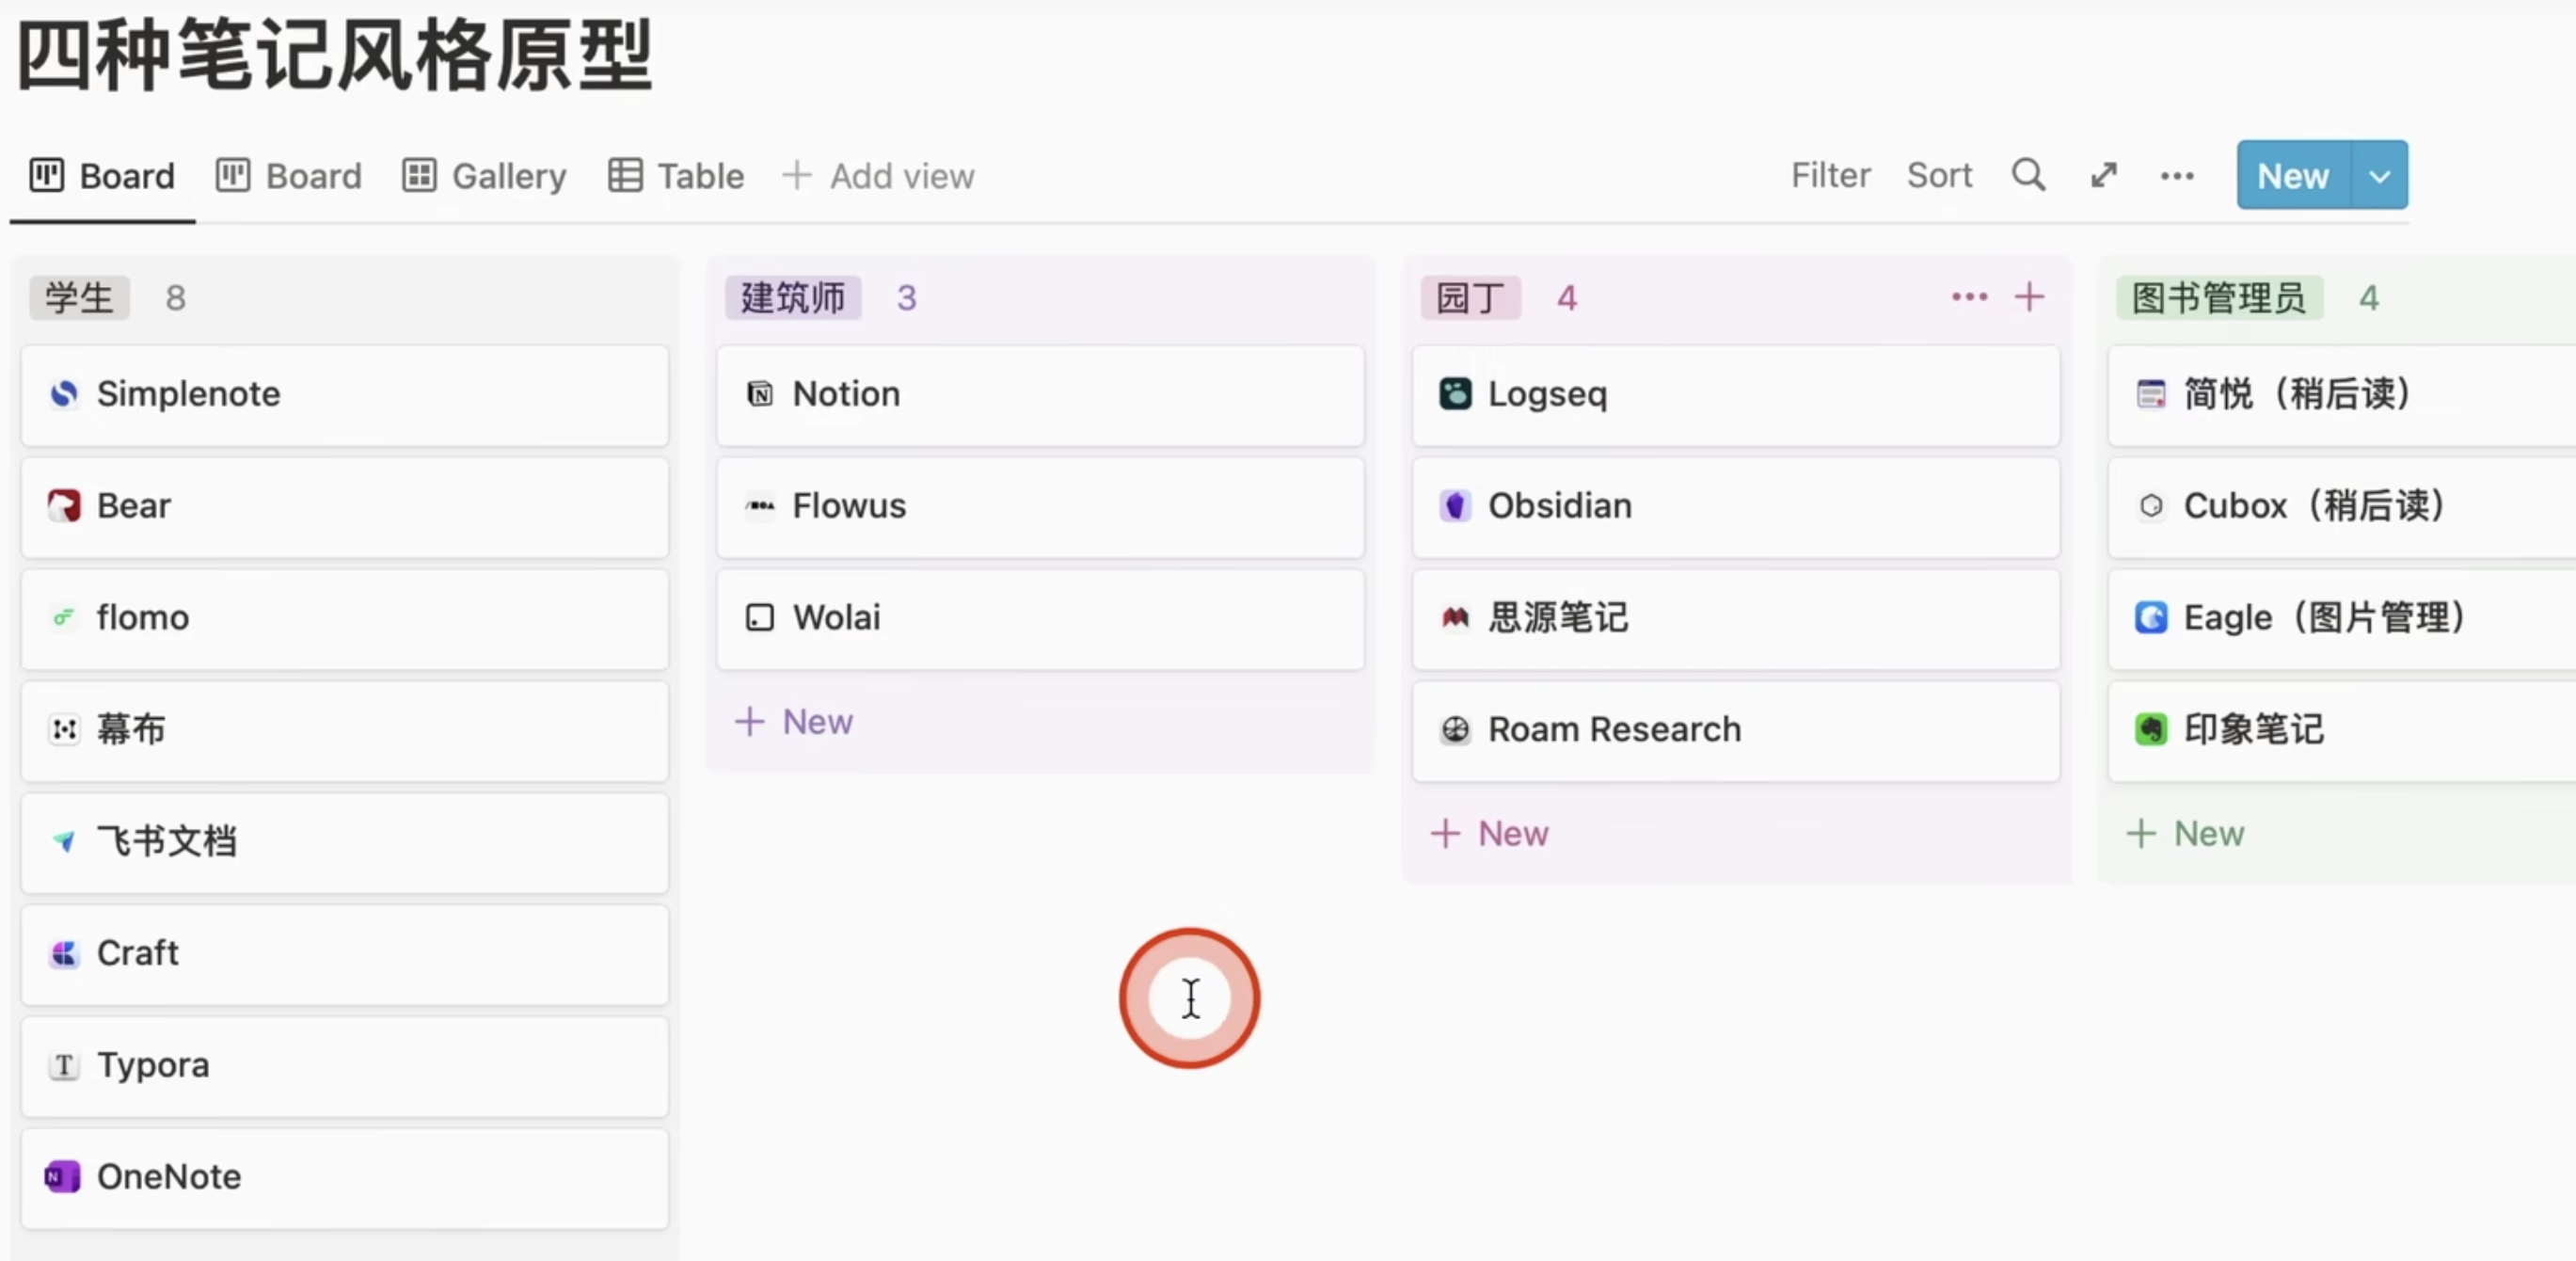 四种笔记风格原型
Board Board Gallery Table + Add view Filter Sort New
学生 8
Simplenote
Bear
flomo
幕布
飞书文档
Craft
Typora
OneNote
建筑师 3
Notion
Flowus
Wolai
+ New
园丁 4
Logseq
Obsidian
思源笔记
Roam Research
+ New
图书管理员 4
简悦（稍后读）
Cubox（稍后读）
Eagle（图片管理）
印象笔记
+ New